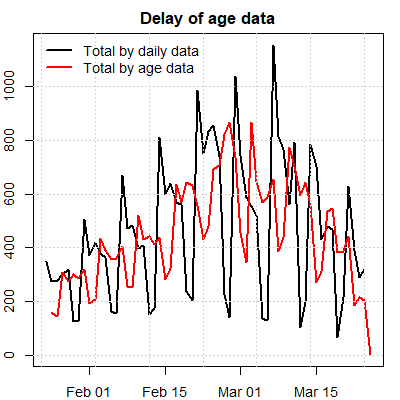 Delay of age data
Total by daily data
Total by age data
1000
800
600
400
200
0
Feb 01 Feb 15 Mar 01 Mar 15